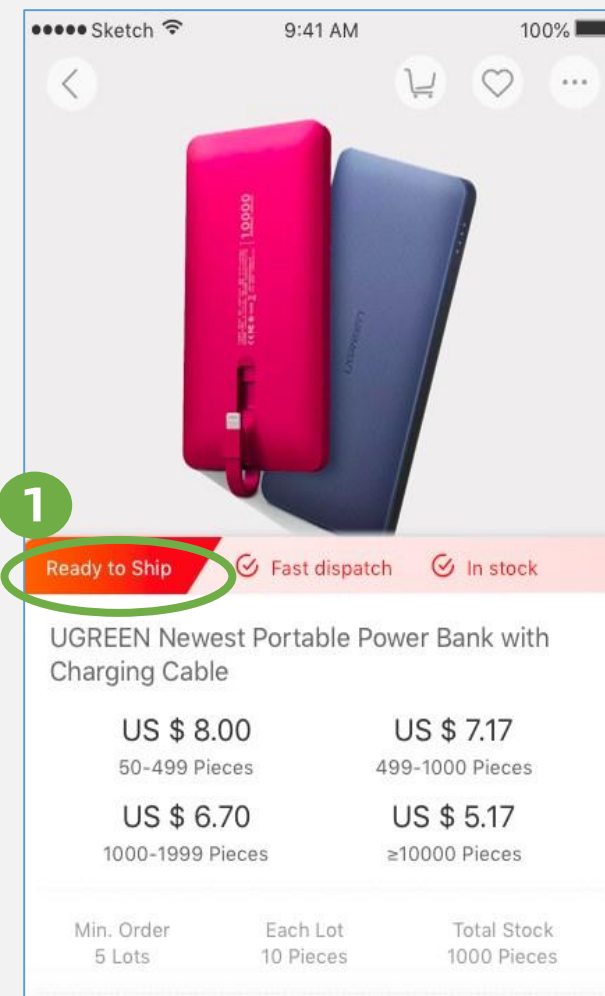 Sketch 9:41 AM 100%
10000
UGREEN
1
Ready to Ship Fast dispatch In stock
UGREEN Newest Portable Power Bank with
Charging Cable
US $ 8.00 US $ 7.17
50-499 Pieces 499-1000 Pieces
US $ 6.70 US $ 5.17
1000-1999 Pieces ≥10000 Pieces
Min. Order Each Lot Total Stock
5 Lots 10 Pieces 1000 Pieces